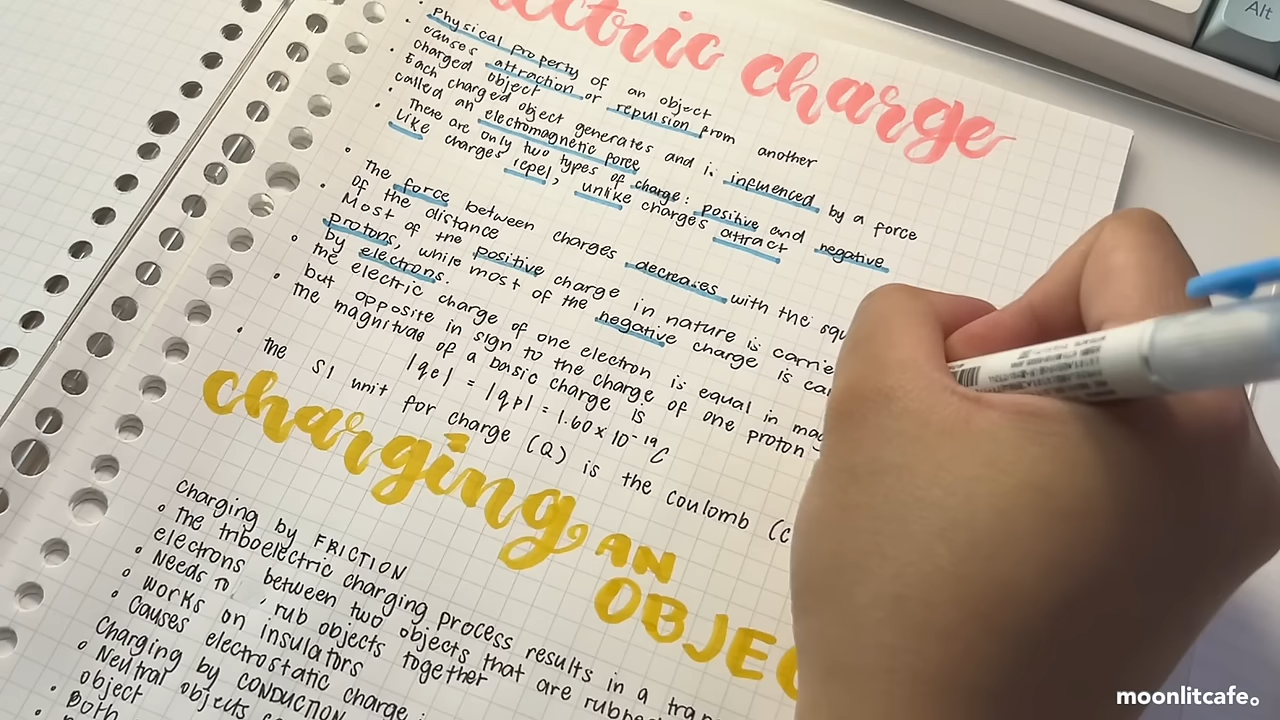 Alt
ectric charge
Physical property of an object
causes attraction or repulsion from another
charged object
Each charged object generates and is influenced by a force
called an electromagnetic force
There are only two types of charge: positive and negative
Like charges repel, unlike charges attract
The force between charges decreases with the squ
of the distance
Most of the positive charge in nature is carrie
protons, while most of the negative charge is ca
by electrons.
The electric charge of one electron is equal in mag
but opposite in sign to the charge of one proton -
The magnitude of a basic charge is
|qe| = |qp| = 1.60 x 10⁻¹⁹ C
The SI unit for charge (Q) is the coulomb (C
charging AN
OBJEC
Charging by FRICTION
The triboelectric charging process results in a tran
electrons between two objects that are rubbe
Needs to rub objects together
Works on insulators
Causes electrostatic charge
Charging by CONDUCTION
Neutral objects
object
Both
moonlitcafe.